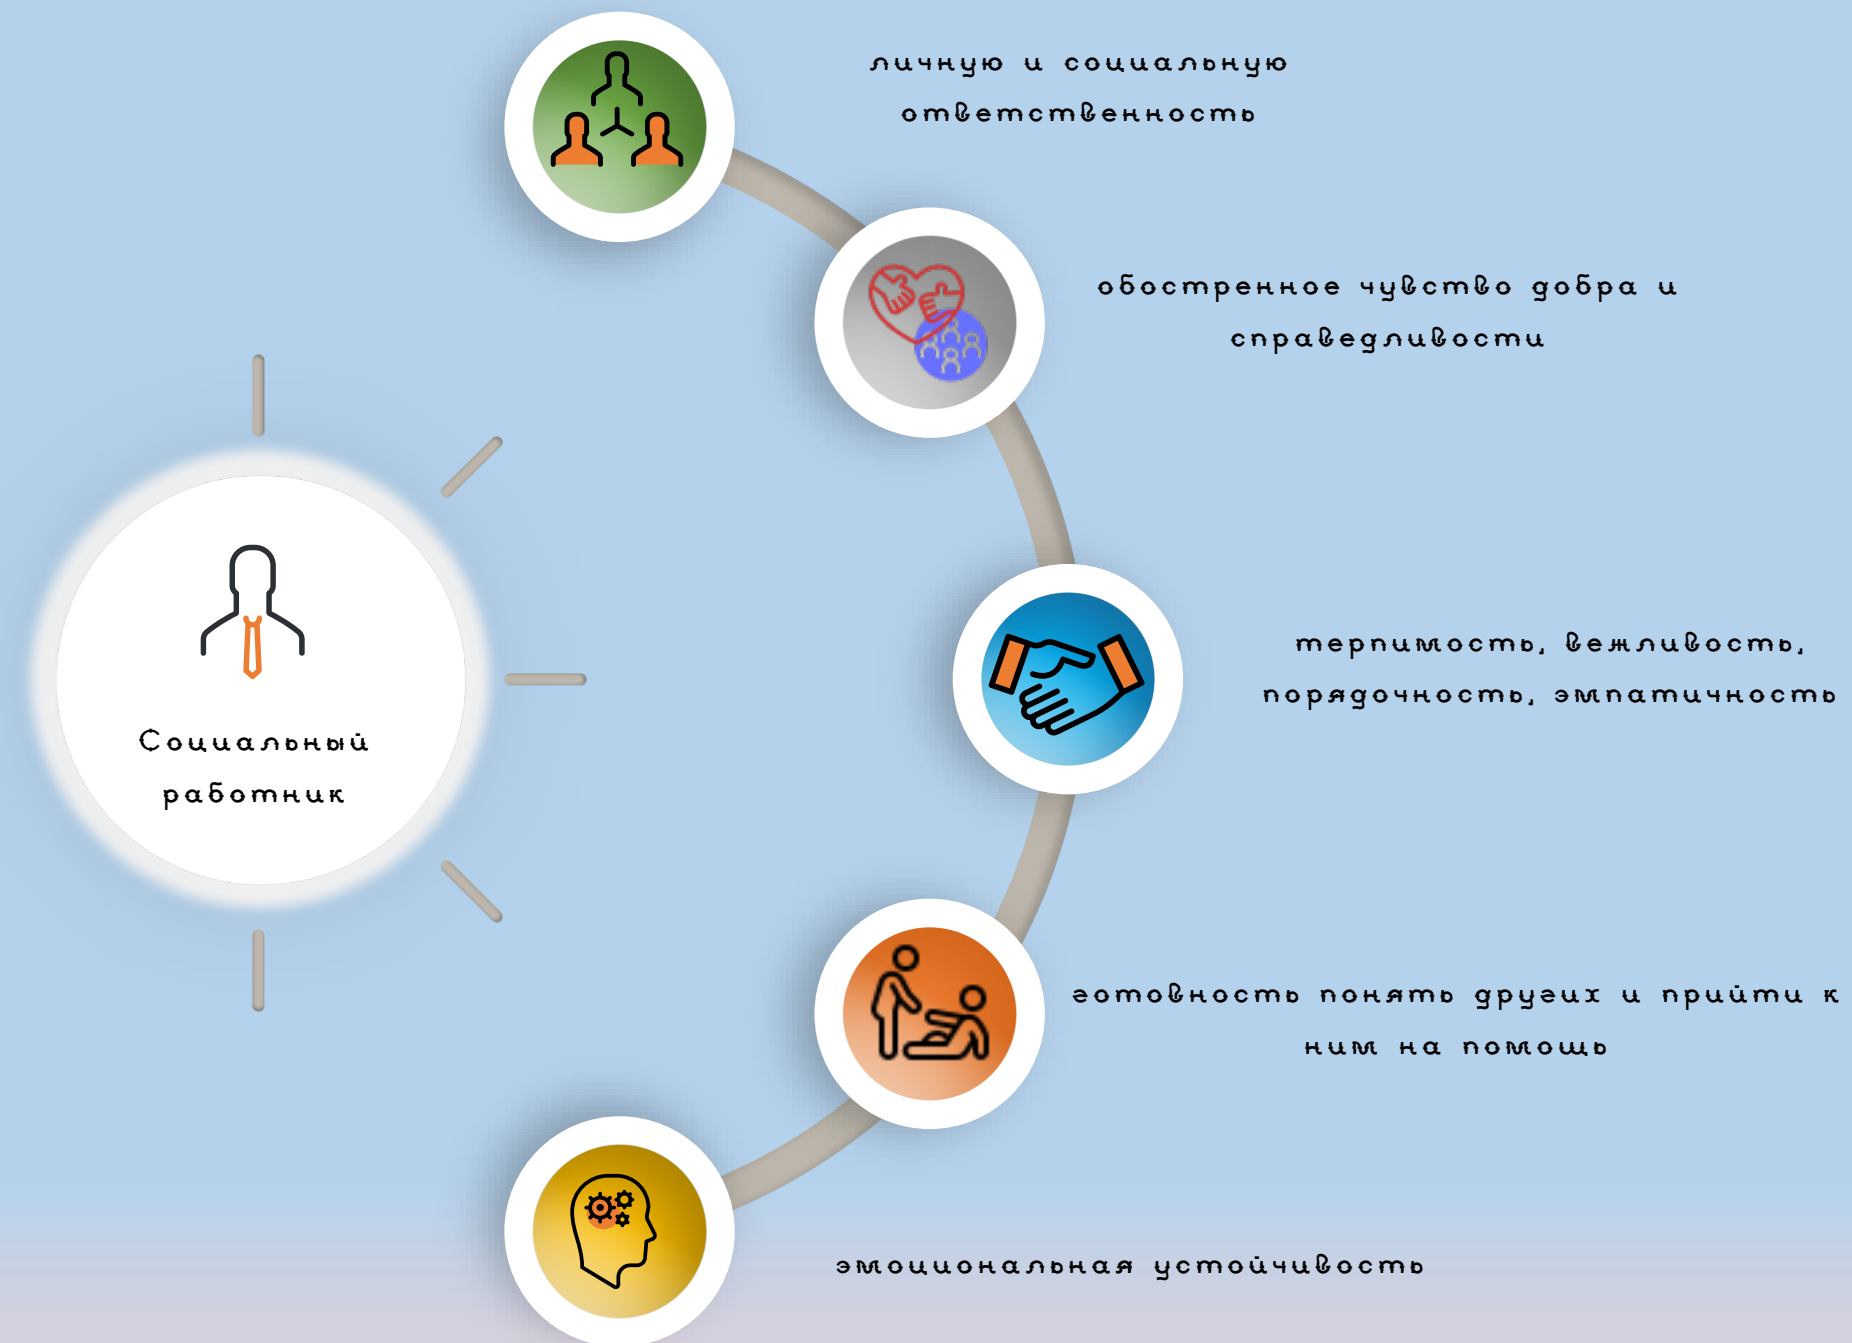 личную и социальную
ответственность
обостренное чувство добра и
справедливости
терпимость, вежливость,
порядочность, эмпатичность
Социальный
работник
готовность понять других и прийти к
ним на помощь
эмоциональная устойчивость